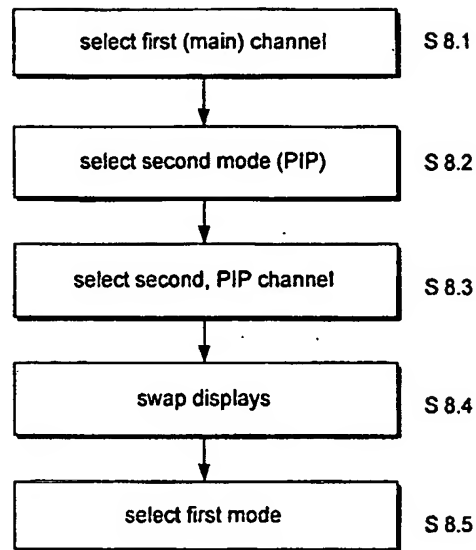 select first (main) channel S 8.1
select second mode (PIP) S 8.2
select second, PIP channel S 8.3
swap displays S 8.4
select first mode S 8.5